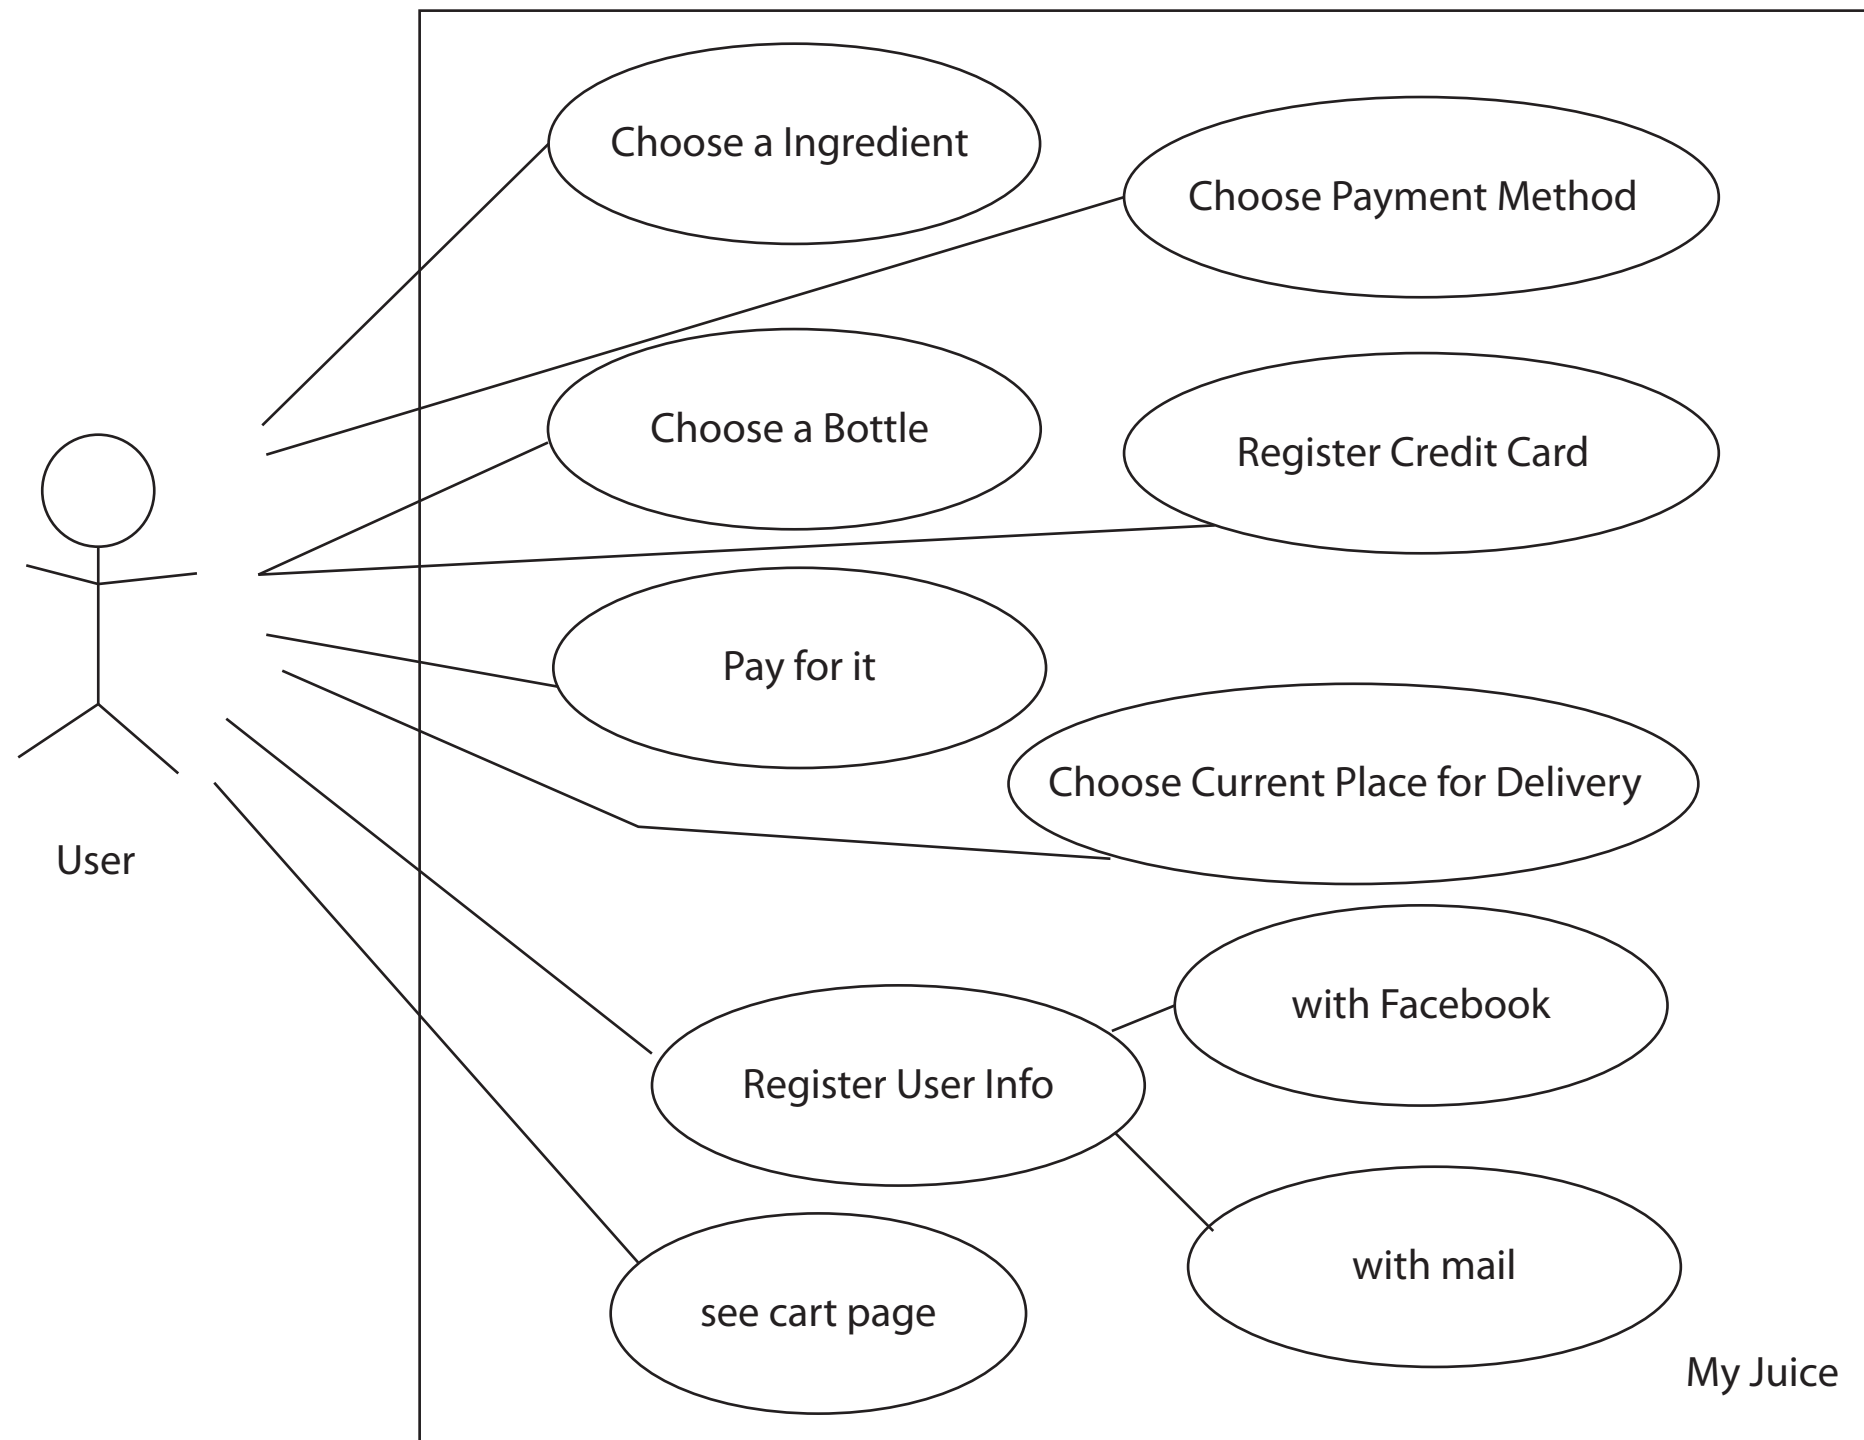 Choose a Ingredient
Choose Payment Method
Choose a Bottle
Register Credit Card
Pay for it
Choose Current Place for Delivery
User
with Facebook
Register User Info
with mail
see cart page
My Juice